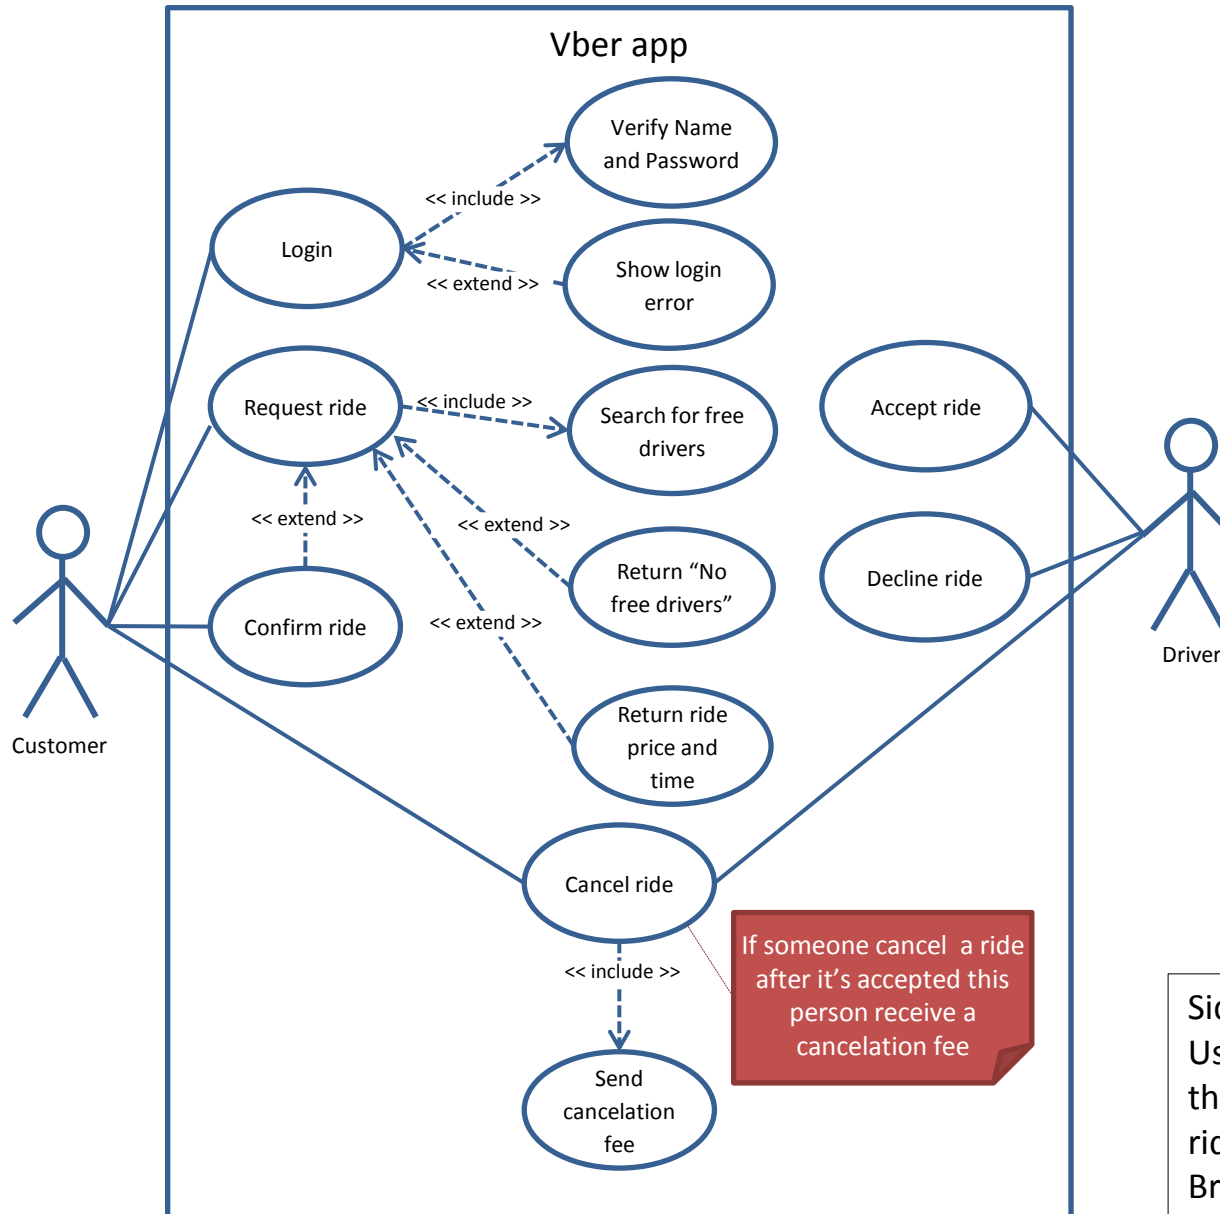 Vber app
Verify Name
and Password
<< include >>
Login
Show login
error
<< extend >>
Request ride
<< include >>
Search for free
drivers
Accept ride
<< extend >>
<< extend >>
Return “No
free drivers”
Decline ride
Confirm ride
<< extend >>
Driver
Customer
Return ride
price and
time
Cancel ride
If someone cancel  a ride
after it’s accepted this
person receive a
cancelation fee
<< include >>
Send
cancelation
fee